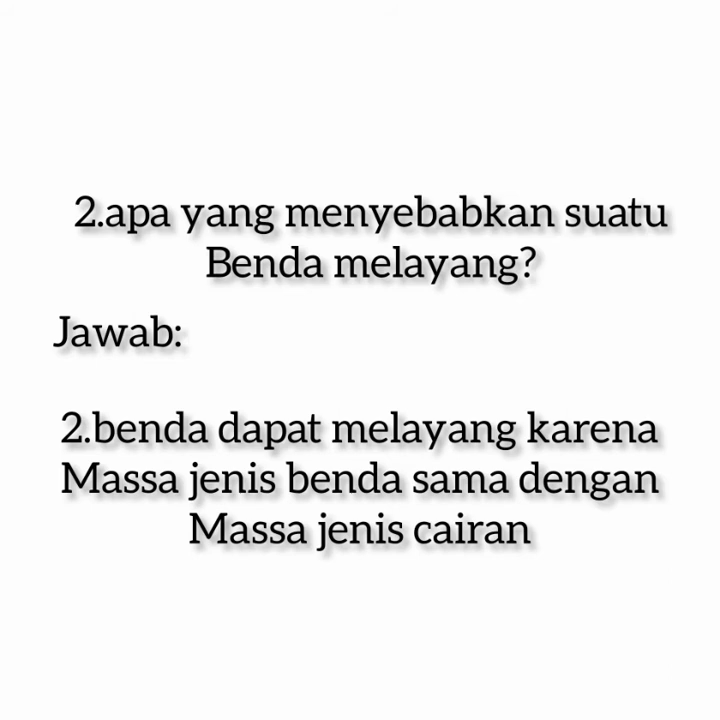 2.apa yang menyebabkan suatu
Benda melayang?
Jawab:
2.benda dapat melayang karena
Massa jenis benda sama dengan
Massa jenis cairan